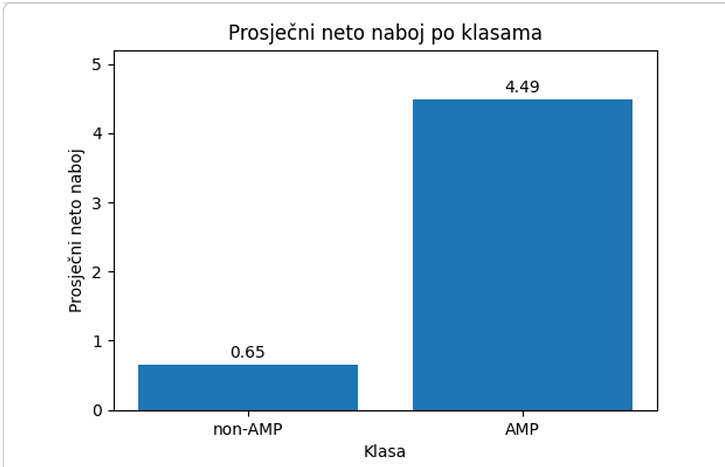 Prosječni neto naboj po klasama
Prosječni neto naboj
5
4
3
2
1
0
4.49
0.65
non-AMP
AMP
Klasa